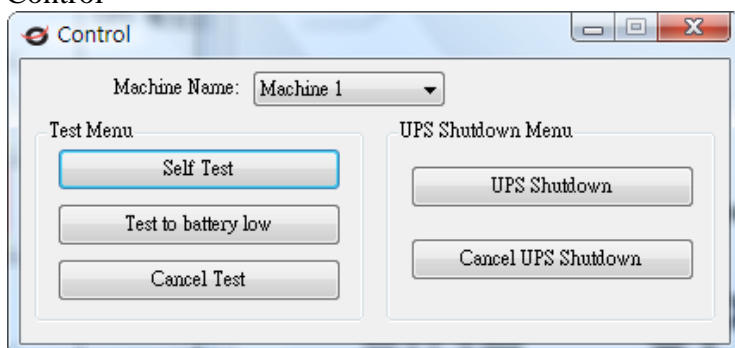 Control
Control
Machine Name: Machine 1
Test Menu
Self Test
Test to battery low
Cancel Test
UPS Shutdown Menu
UPS Shutdown
Cancel UPS Shutdown